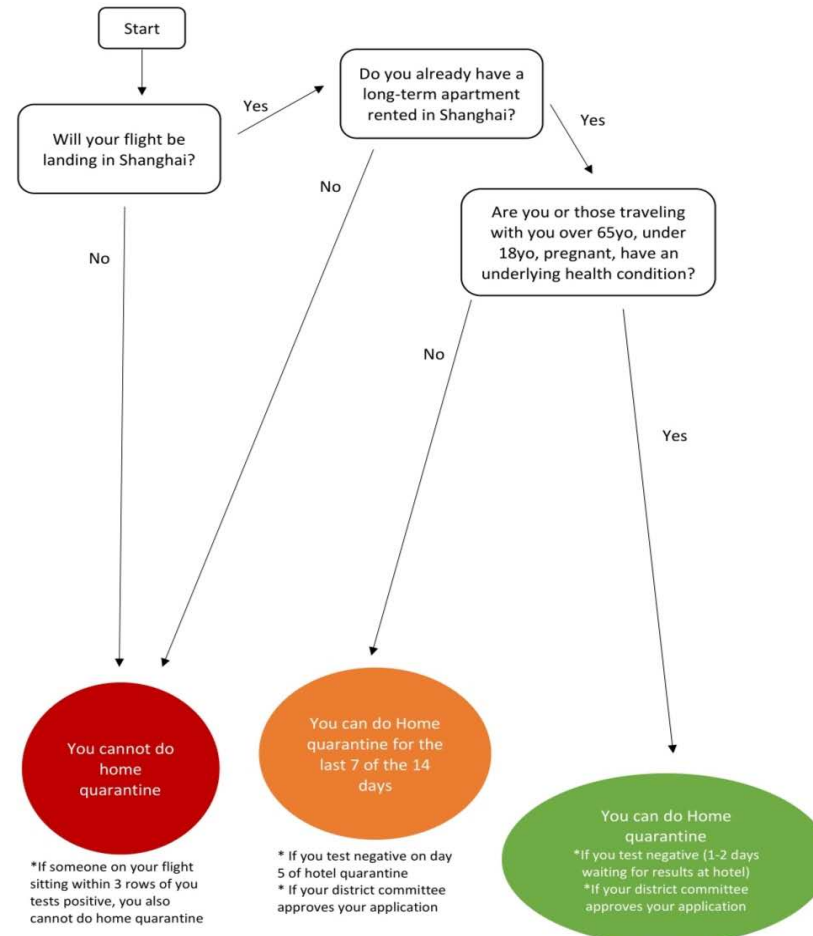 Start
Will your flight be
landing in Shanghai?
Yes
Do you already have a
long-term apartment
rented in Shanghai?
Yes
No
Are you or those traveling
with you over 65yo, under
18yo, pregnant, have an
underlying health condition?
No
No
Yes
You cannot do
home
quarantine
*If someone on your flight
sitting within 3 rows of you
tests positive, you also
cannot do home quarantine
You can do Home
quarantine for the
last 7 of the 14
days
* If you test negative on day
5 of hotel quarantine
* If your district committee
approves your application
You can do Home
quarantine
*If you test negative (1-2 days
waiting for results at hotel)
*If your district committee
approves your application